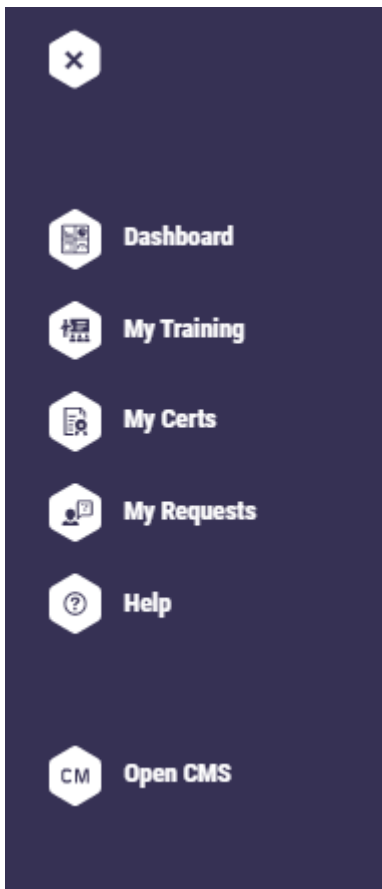 Dashboard
My Training
My Certs
My Requests
Help
CM Open CMS